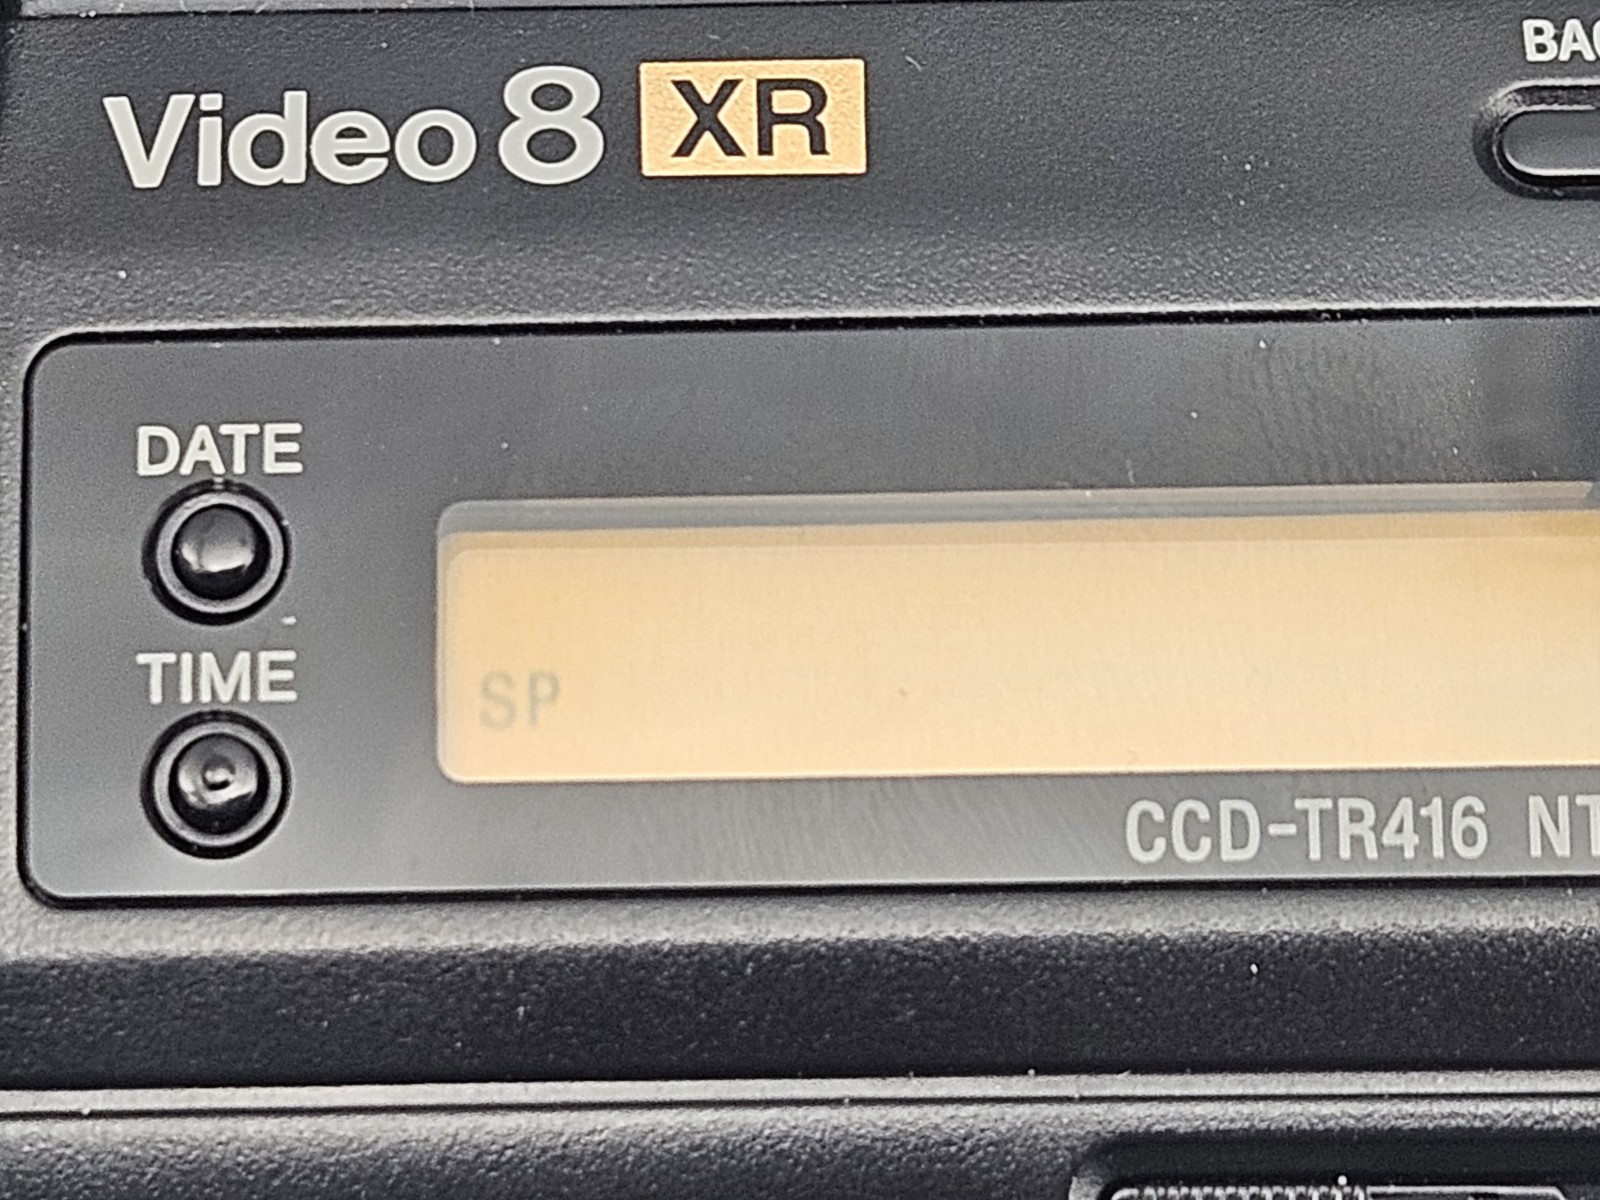 Video 8 XR
DATE
TIME
SP
CCD-TR416